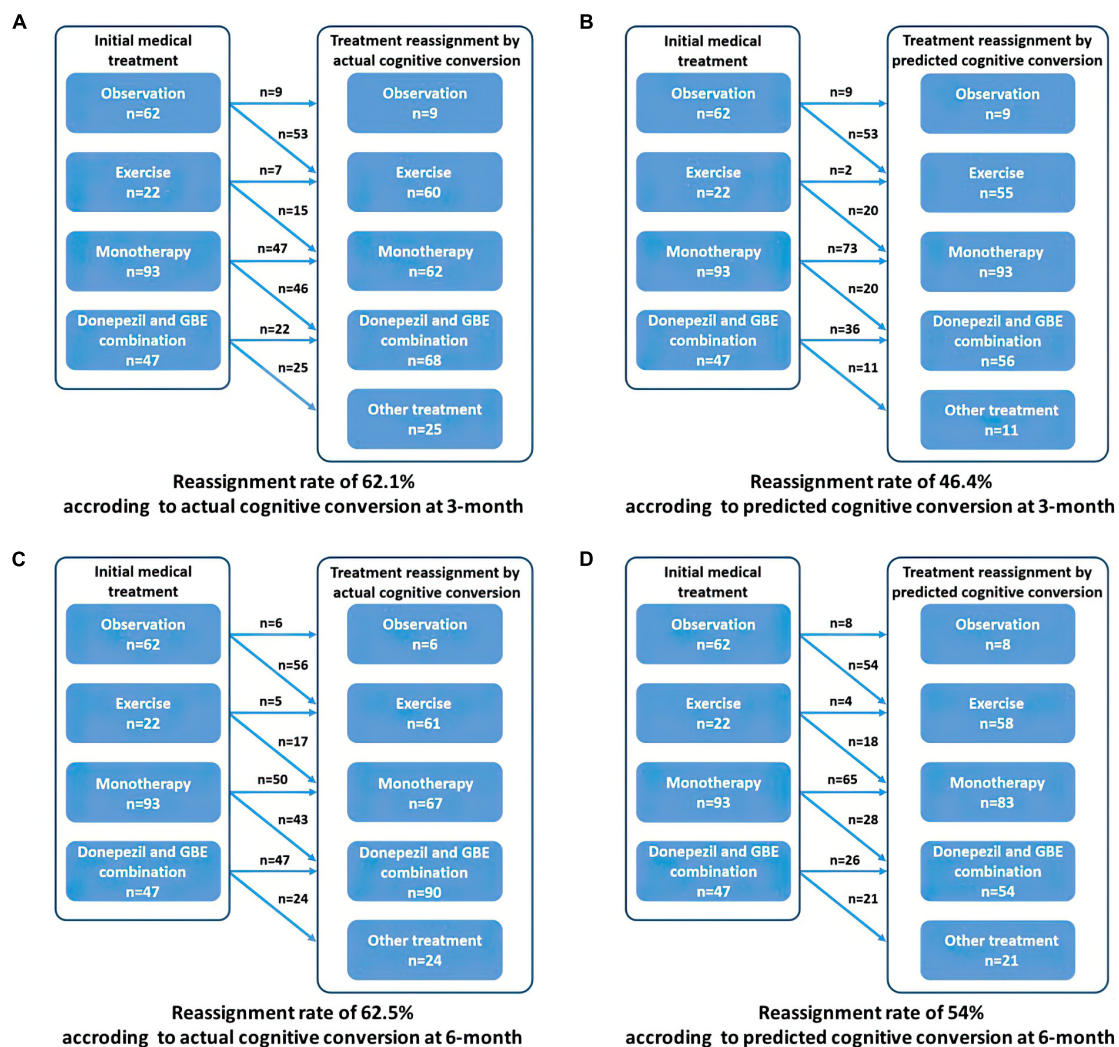 A
Initial medical
treatment
Observation
n=62
Exercise
n=22
Monotherapy
n=93
Donepezil and GBE
combination
n=47
n=9
n=53
n=7
n=15
n=47
n=46
n=22
n=25
Treatment reassignment by
actual cognitive conversion
Observation
n=9
Exercise
n=60
Monotherapy
n=62
Donepezil and GBE
combination
n=68
Other treatment
n=25
Reassignment rate of 62.1%
accroding to actual cognitive conversion at 3-month
B
Initial medical
treatment
Observation
n=62
Exercise
n=22
Monotherapy
n=93
Donepezil and GBE
combination
n=47
n=9
n=53
n=2
n=20
n=73
n=20
n=36
n=11
Treatment reassignment by
predicted cognitive conversion
Observation
n=9
Exercise
n=55
Monotherapy
n=93
Donepezil and GBE
combination
n=56
Other treatment
n=11
Reassignment rate of 46.4%
accroding to predicted cognitive conversion at 3-month
C
Initial medical
treatment
Observation
n=62
Exercise
n=22
Monotherapy
n=93
Donepezil and GBE
combination
n=47
n=6
n=56
n=5
n=17
n=50
n=43
n=47
n=24
Treatment reassignment by
actual cognitive conversion
Observation
n=6
Exercise
n=61
Monotherapy
n=67
Donepezil and GBE
combination
n=90
Other treatment
n=24
Reassignment rate of 62.5%
accroding to actual cognitive conversion at 6-month
D
Initial medical
treatment
Observation
n=62
Exercise
n=22
Monotherapy
n=93
Donepezil and GBE
combination
n=47
n=8
n=54
n=4
n=18
n=65
n=28
n=26
n=21
Treatment reassignment by
predicted cognitive conversion
Observation
n=8
Exercise
n=58
Monotherapy
n=83
Donepezil and GBE
combination
n=54
Other treatment
n=21
Reassignment rate of 54%
accroding to predicted cognitive conversion at 6-month